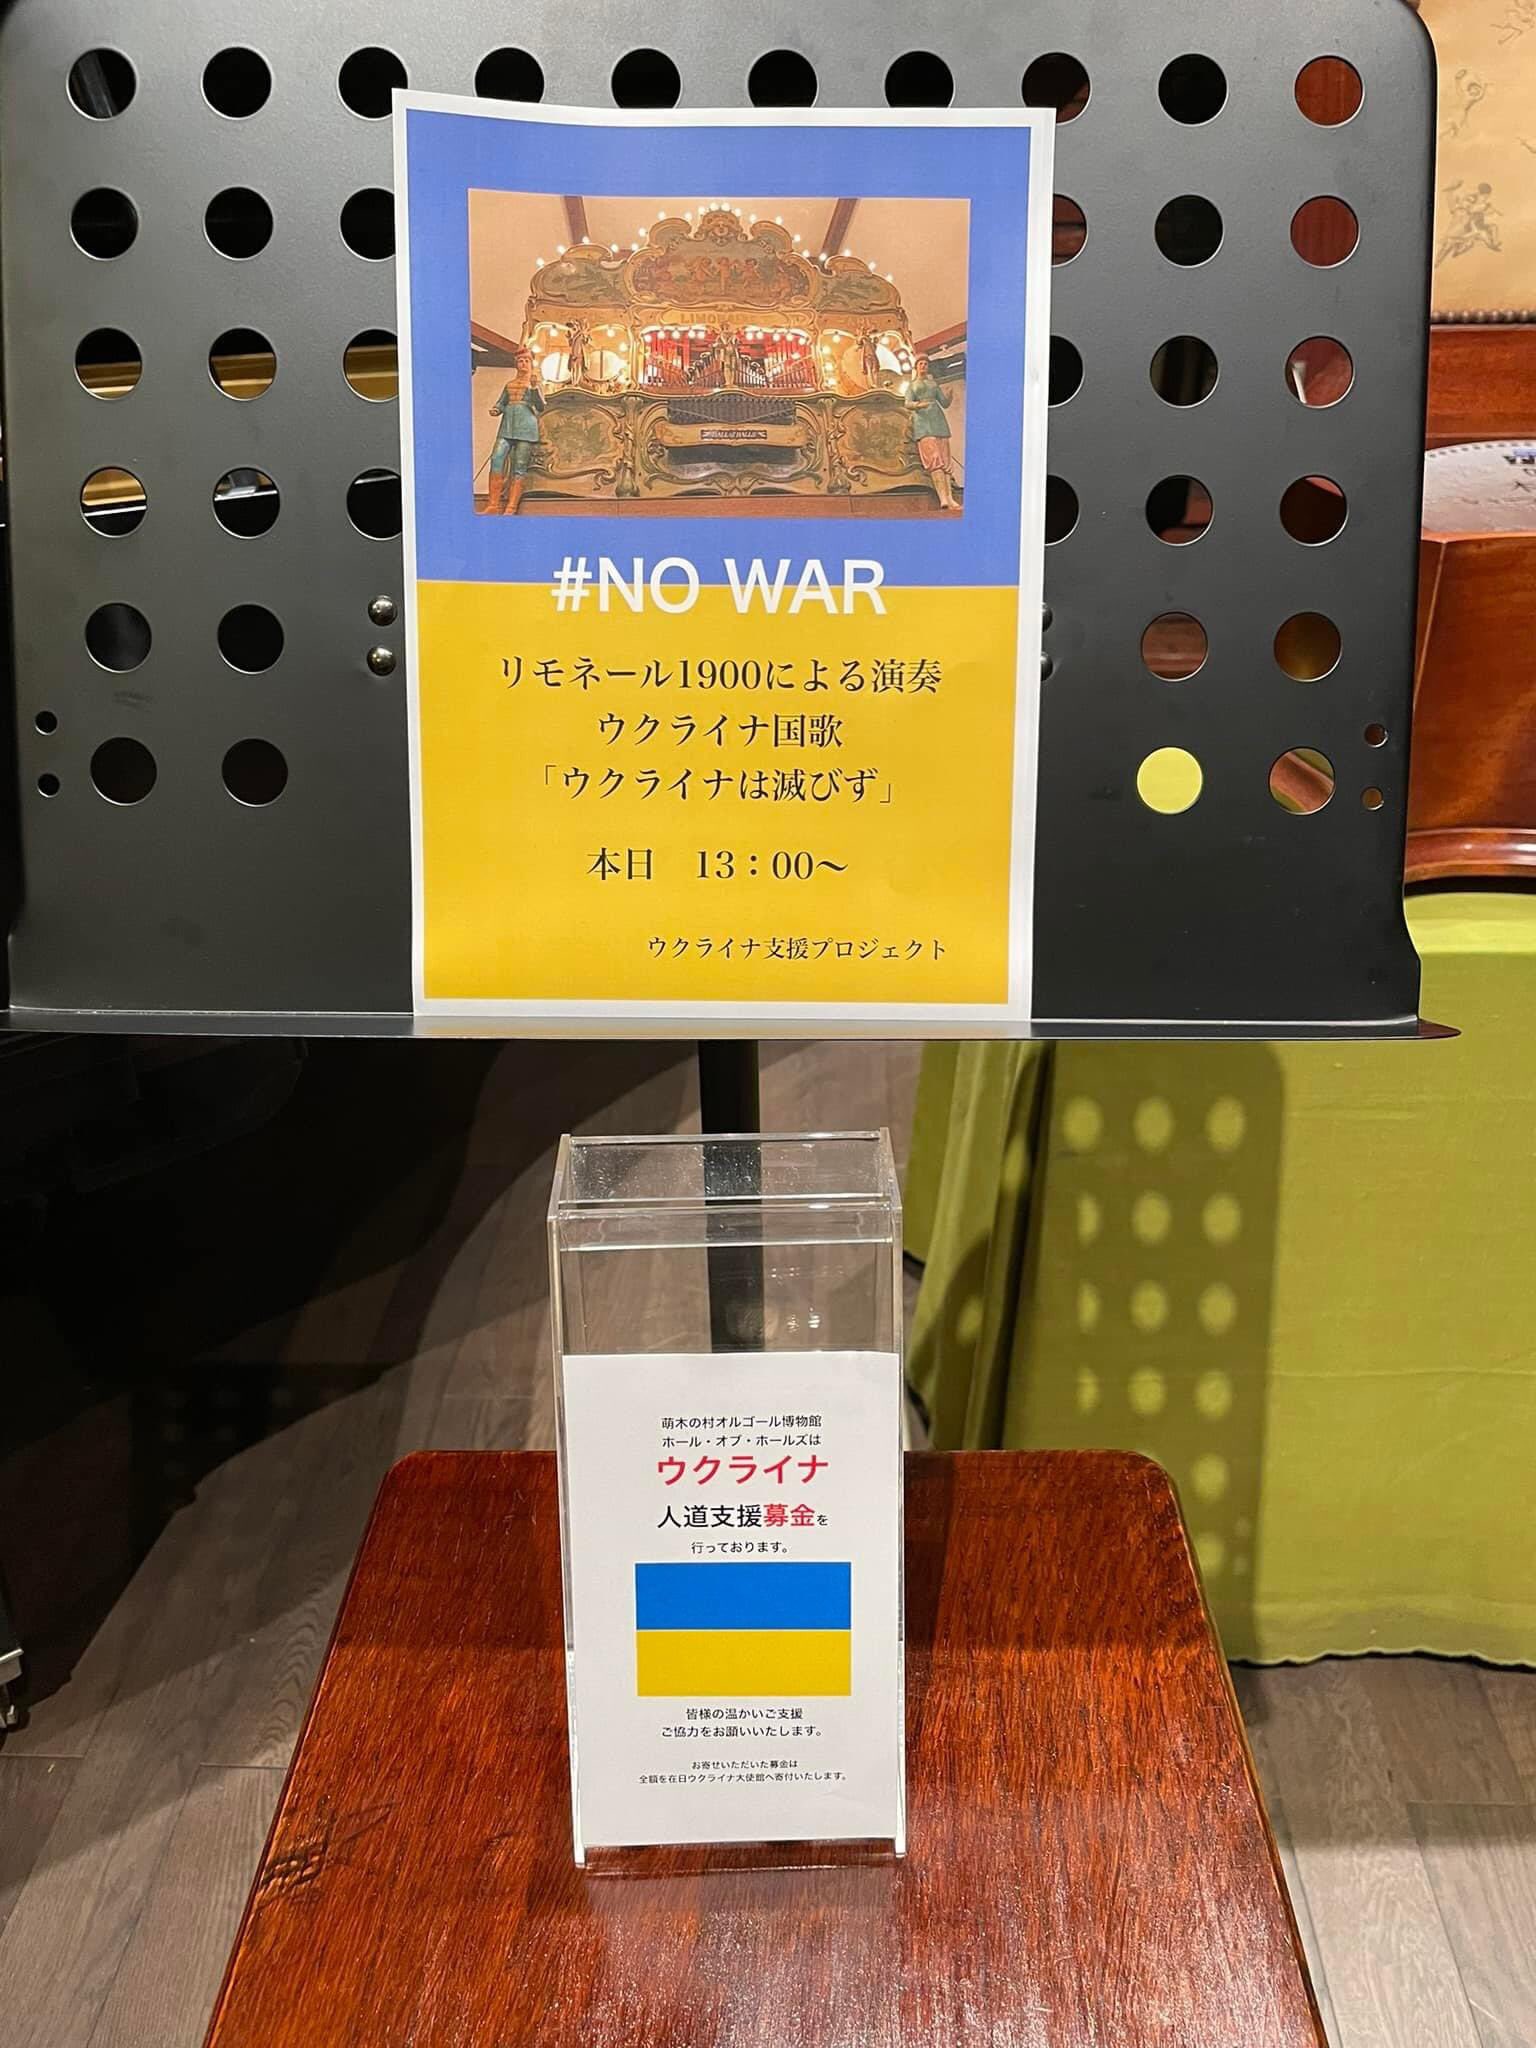 LIMONAIRE
#NO WAR
リモネール1900による演奏
ウクライナ国歌
「ウクライナは滅びず」
本日 13：00〜
ウクライナ支援プロジェクト
萌木の村オルゴール博物館
ホール・オブ・ホールズは
ウクライナ
人道支援募金を
行っております。
皆様の温かいご支援
ご協力をお願いいたします。
お寄せいただいた募金は
全額を在日ウクライナ大使館へ寄付いたします。